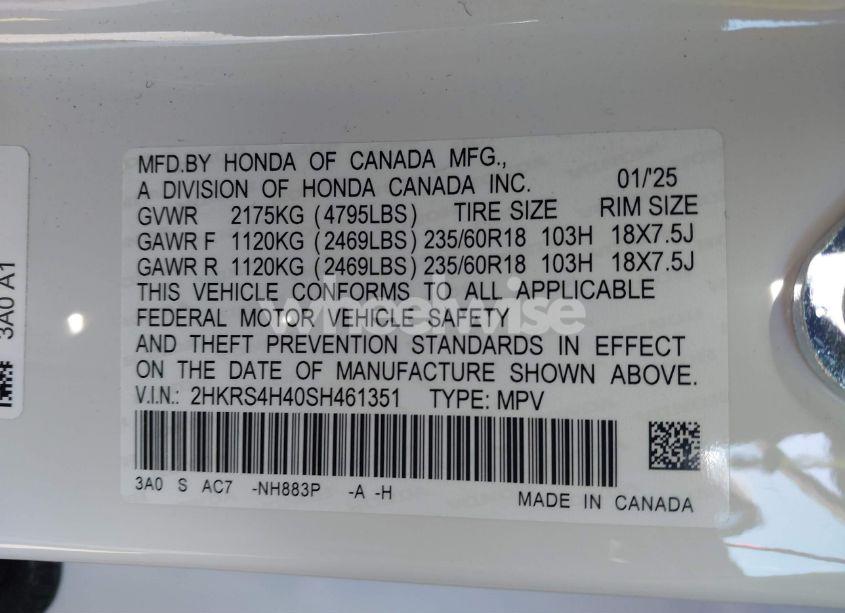 MFD.BY HONDA OF CANADA MFG.,
A DIVISION OF HONDA CANADA INC. 01/'25
GVWR 2175KG (4795LBS) TIRE SIZE RIM SIZE
GAWR F 1120KG (2469LBS) 235/60R18 103H 18X7.5J
GAWR R 1120KG (2469LBS) 235/60R18 103H 18X7.5J
THIS VEHICLE CONFORMS TO ALL APPLICABLE
FEDERAL MOTOR VEHICLE SAFETY
AND THEFT PREVENTION STANDARDS IN EFFECT
ON THE DATE OF MANUFACTURE SHOWN ABOVE.
V.I.N.: 2HKRS4H40SH461351 TYPE: MPV
3A0 S AC7 -NH883P -A -H MADE IN CANADA
3A0 A1
wheelwise